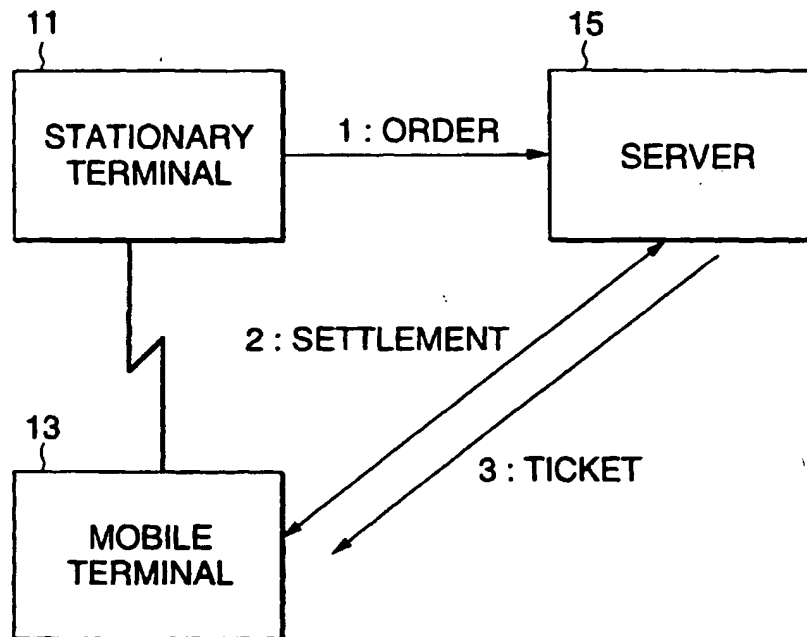 11
15
STATIONARY
TERMINAL
1 : ORDER
SERVER
2 : SETTLEMENT
3 : TICKET
13
MOBILE
TERMINAL